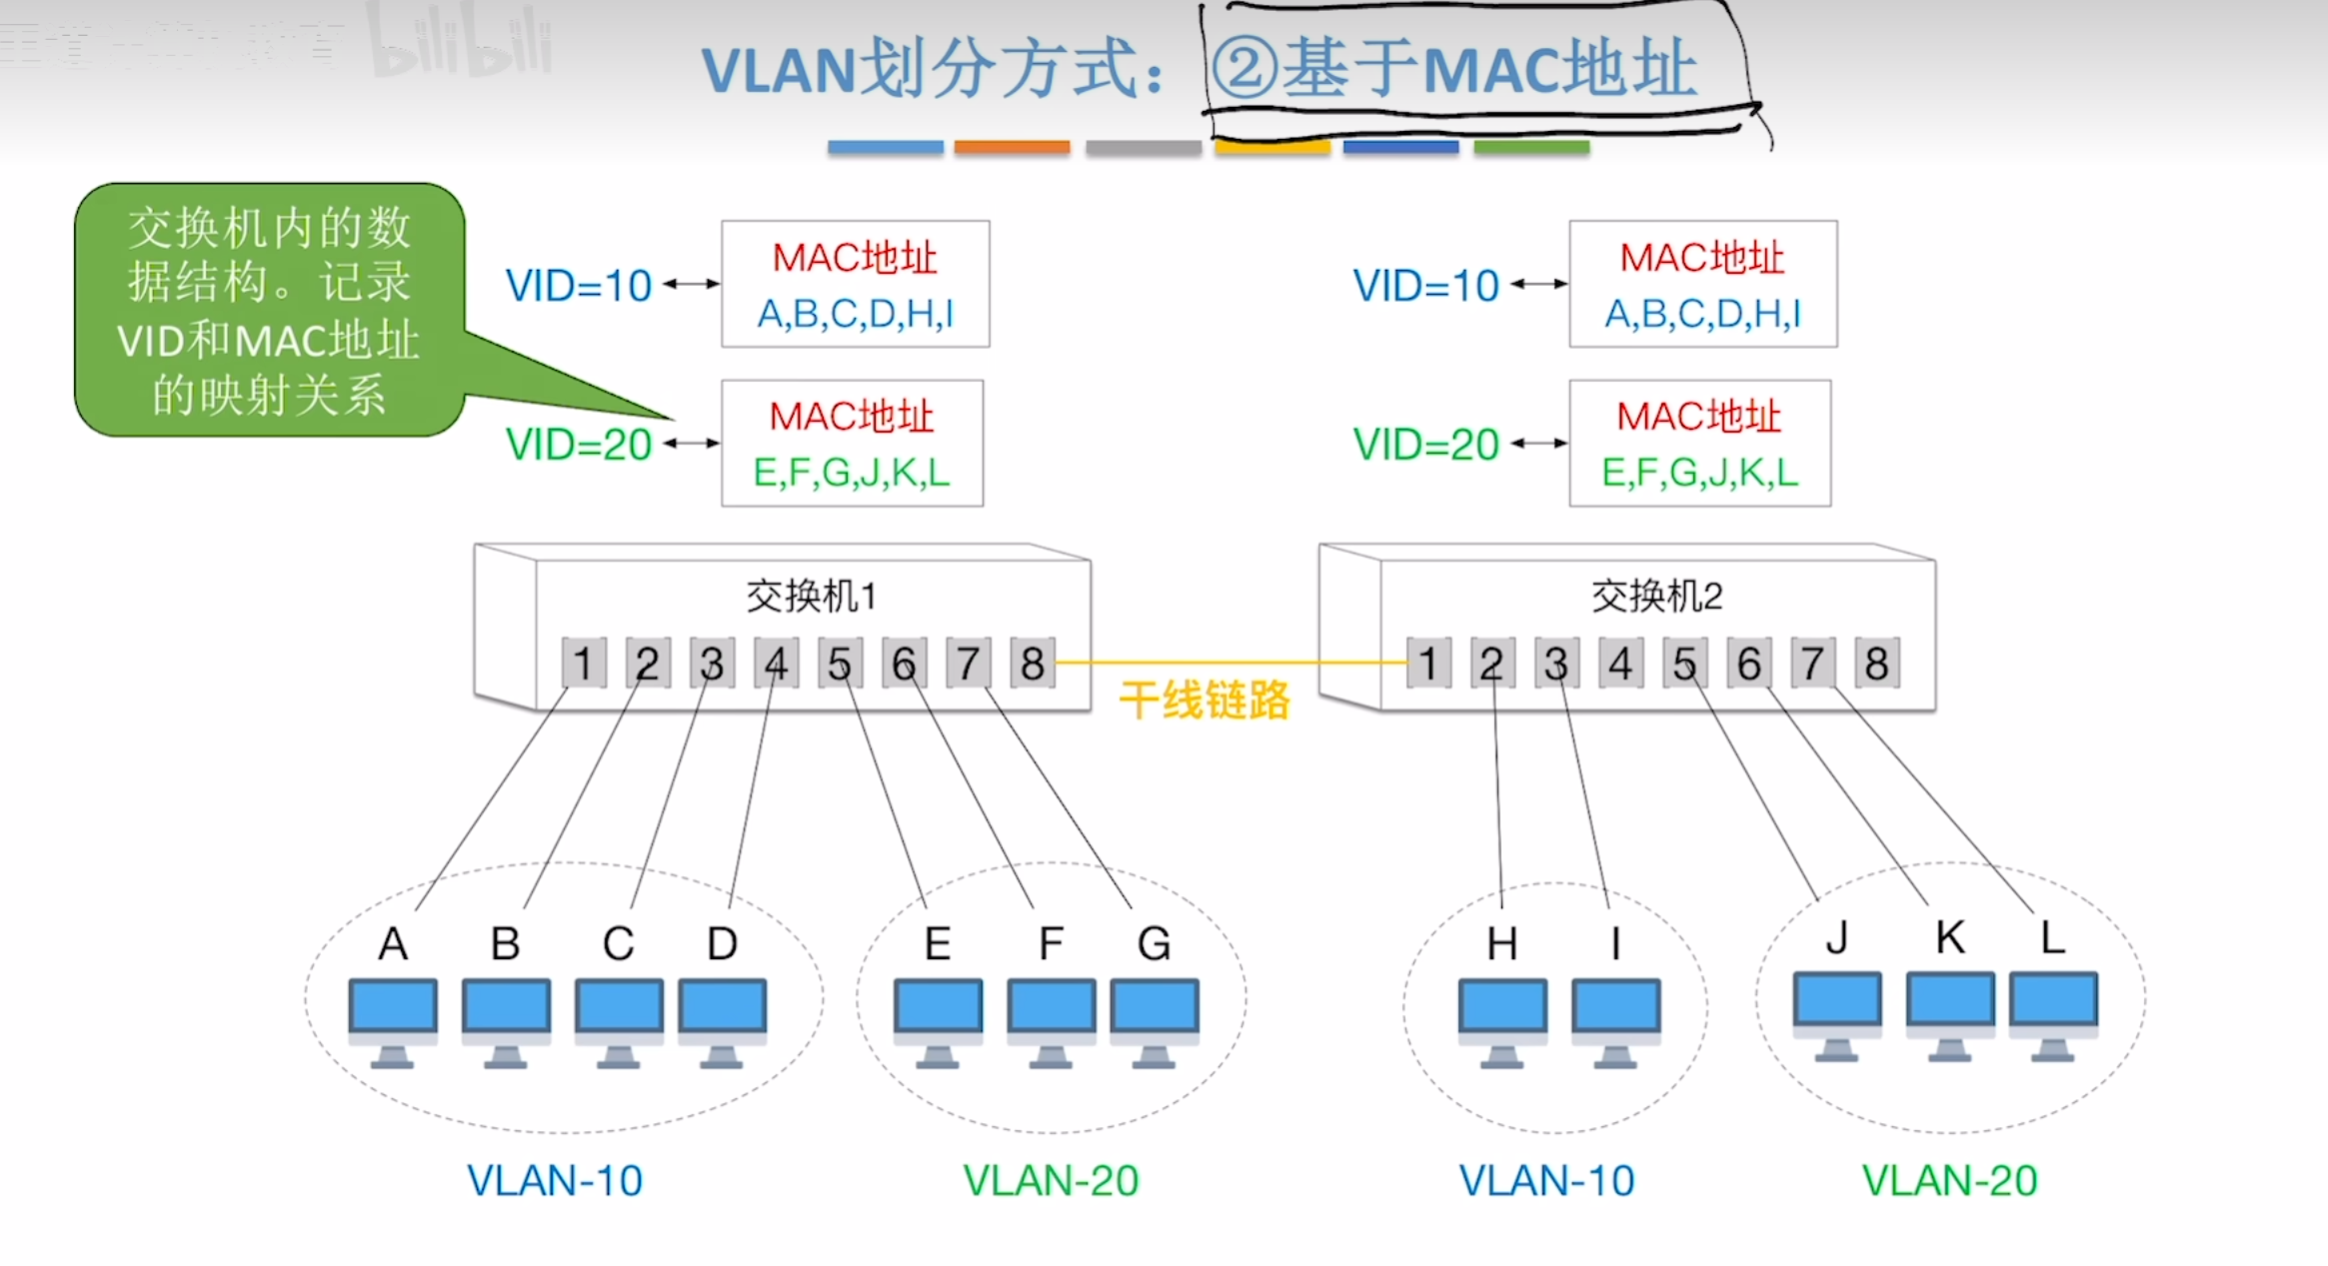 bilibili
VLAN划分方式：②基于MAC地址
交换机内的数
据结构。记录
VID和MAC地址
的映射关系
VID=10
MAC地址
A,B,C,D,H,I
VID=20
MAC地址
E,F,G,J,K,L
VID=10
MAC地址
A,B,C,D,H,I
VID=20
MAC地址
E,F,G,J,K,L
交换机1
1 2 3 4 5 6 7 8
干线链路
交换机2
1 2 3 4 5 6 7 8
A B C D
E F G
H I
J K L
VLAN-10
VLAN-20
VLAN-10
VLAN-20